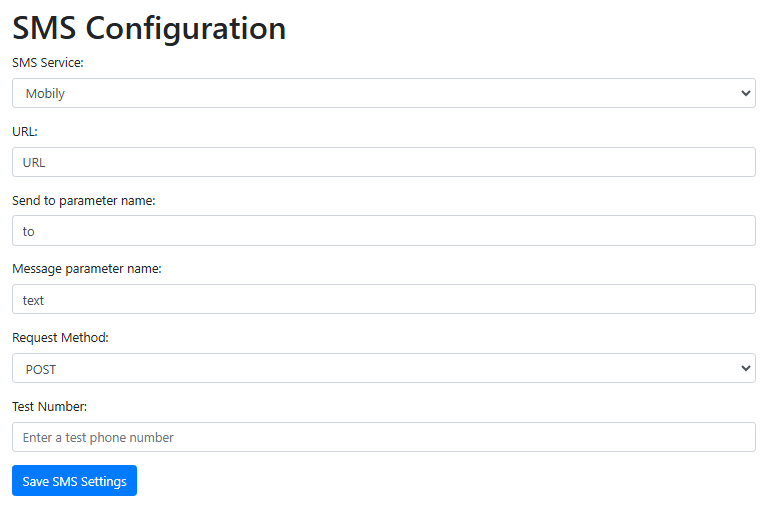 SMS Configuration
SMS Service:
Mobily
URL:
URL
Send to parameter name:
to
Message parameter name:
text
Request Method:
POST
Test Number:
Enter a test phone number
Save SMS Settings